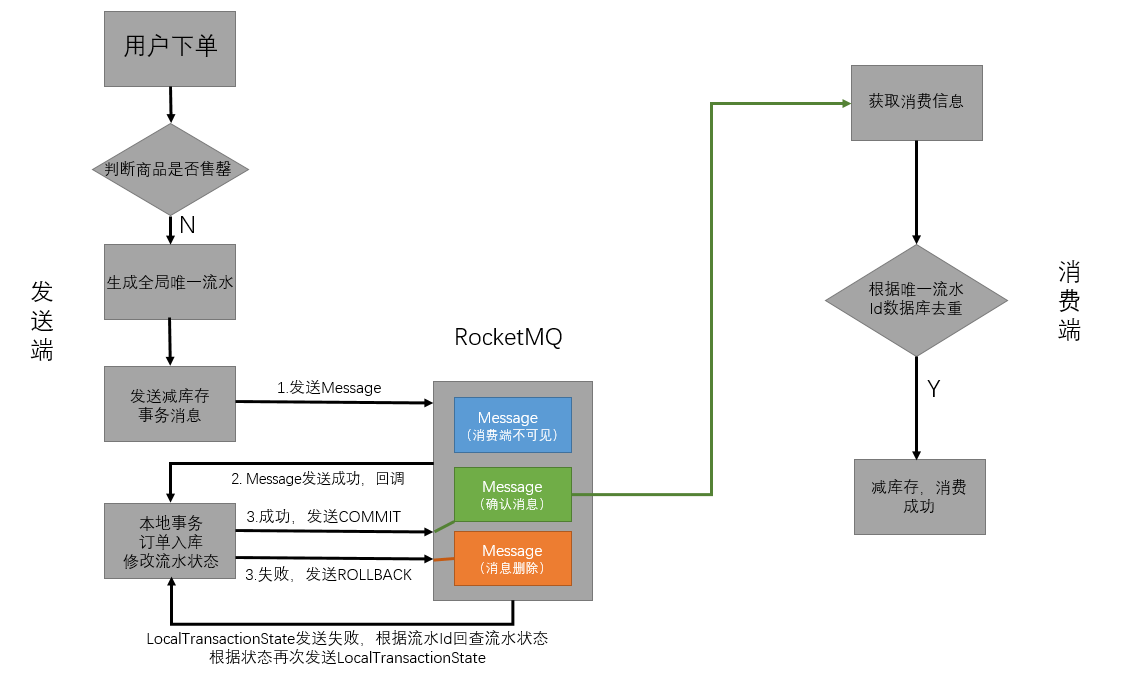 用户下单
判断商品是否售罄
N
生成全局唯一流水
发送减库存
事务消息
发
送
端
1.发送Message
RocketMQ
Message
（消费端不可见）
2. Message发送成功，回调
Message
（确认消息）
本地事务
订单入库
修改流水状态
3.成功，发送COMMIT
3.失败，发送ROLLBACK
Message
（消息删除）
LocalTransactionState发送失败，根据流水Id回查流水状态
根据状态再次发送LocalTransactionState
获取消费信息
根据唯一流水
Id数据库去重
Y
减库存，消费
成功
消
费
端